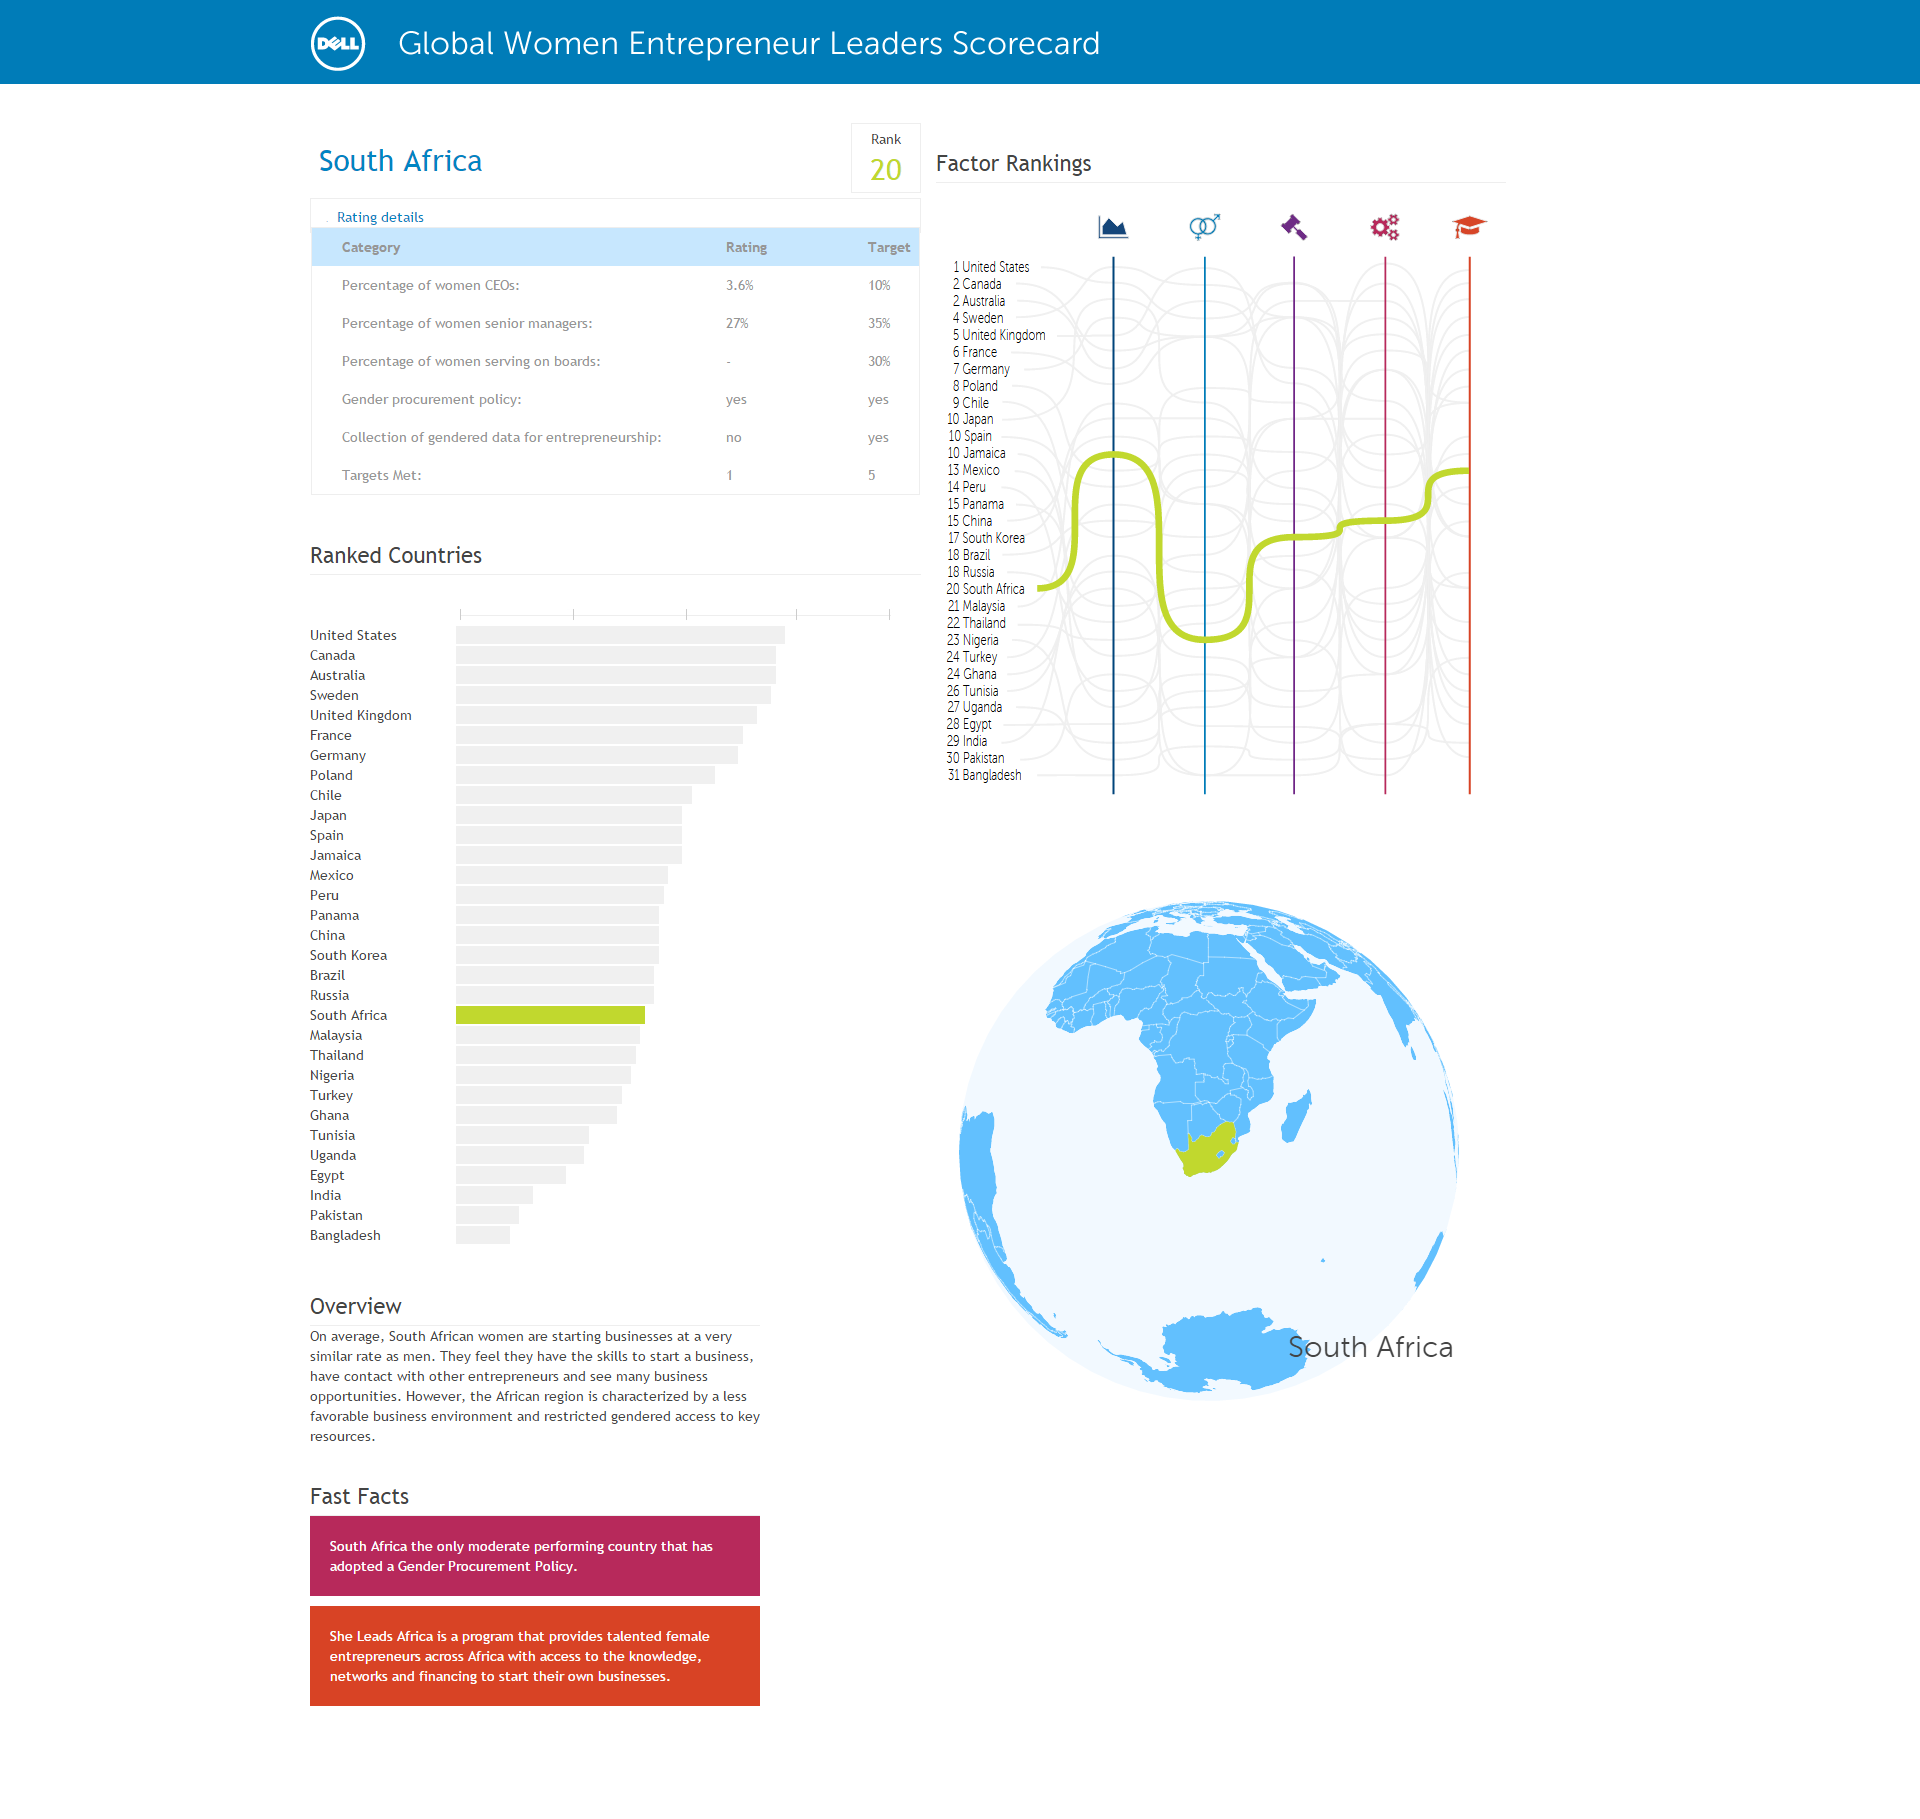 DELL
Global Women Entrepreneur Leaders Scorecard
South Africa
Rank
20
Rating details
Category Rating Target
Percentage of women CEOs: 3.6% 10%
Percentage of women senior managers: 27% 35%
Percentage of women serving on boards: - 30%
Gender procurement policy: yes yes
Collection of gendered data for entrepreneurship: no yes
Targets Met: 1 5
Ranked Countries
United States
Canada
Australia
Sweden
United Kingdom
France
Germany
Poland
Chile
Japan
Spain
Jamaica
Mexico
Peru
Panama
China
South Korea
Brazil
Russia
South Africa
Malaysia
Thailand
Nigeria
Turkey
Ghana
Tunisia
Uganda
Egypt
India
Pakistan
Bangladesh
Overview
On average, South African women are starting businesses at a very
similar rate as men. They feel they have the skills to start a business,
have contact with other entrepreneurs and see many business
opportunities. However, the African region is characterized by a less
favorable business environment and restricted gendered access to key
resources.
Fast Facts
South Africa the only moderate performing country that has
adopted a Gender Procurement Policy.
She Leads Africa is a program that provides talented female
entrepreneurs across Africa with access to the knowledge,
networks and financing to start their own businesses.
Factor Rankings
1 United States
2 Canada
2 Australia
4 Sweden
5 United Kingdom
6 France
7 Germany
8 Poland
9 Chile
10 Japan
10 Spain
10 Jamaica
13 Mexico
14 Peru
15 Panama
15 China
17 South Korea
18 Brazil
18 Russia
20 South Africa
21 Malaysia
22 Thailand
23 Nigeria
24 Turkey
24 Ghana
26 Tunisia
27 Uganda
28 Egypt
29 India
30 Pakistan
31 Bangladesh
South Africa